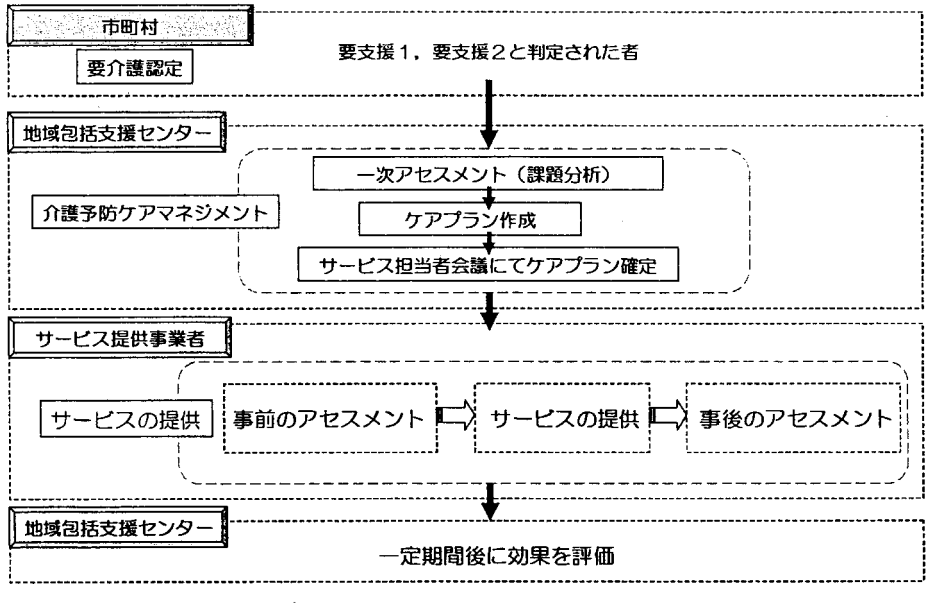 市町村
要介護認定
要支援1，要支援2と判定された者
地域包括支援センター
介護予防ケアマネジメント
一次アセスメント（課題分析）
ケアプラン作成
サービス担当者会議にてケアプラン確定
サービス提供事業者
サービスの提供
事前のアセスメント
サービスの提供
事後のアセスメント
地域包括支援センター
一定期間後に効果を評価